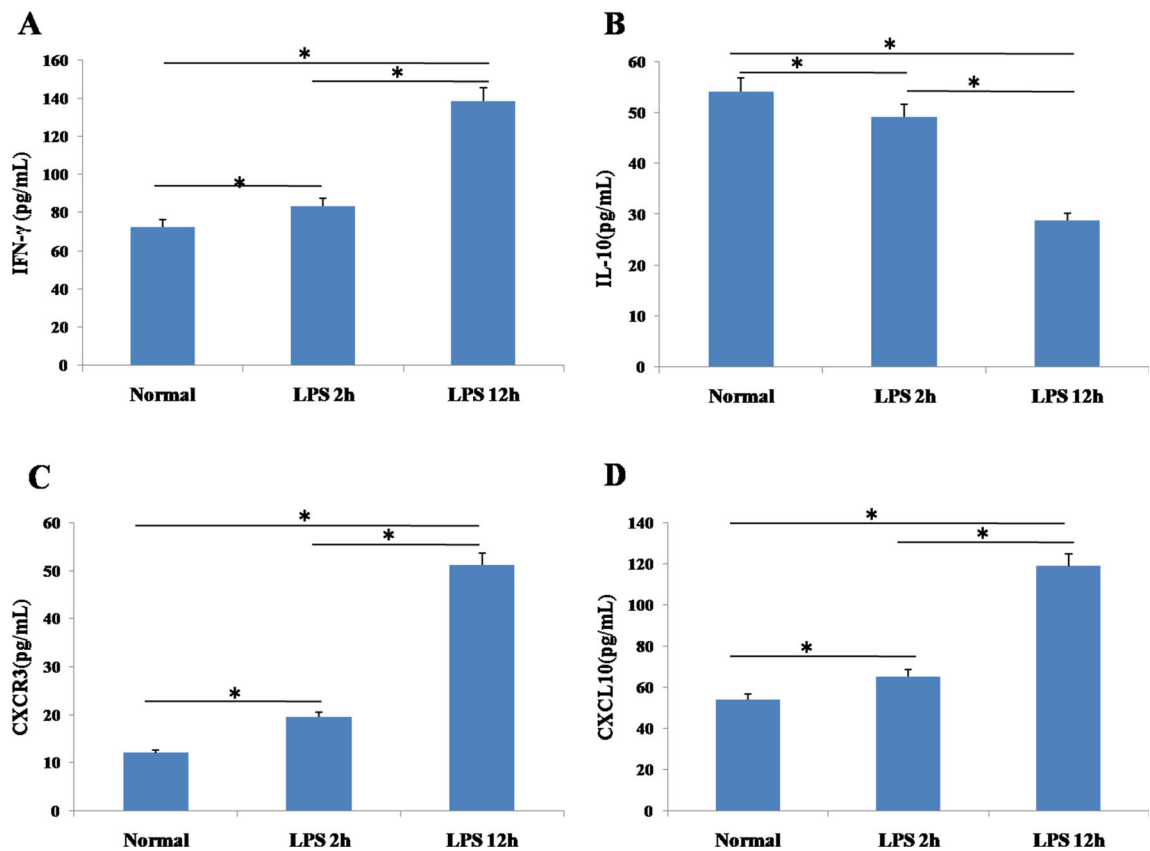 A
IFN-γ (pg/mL)
160
140
120
100
80
60
40
20
0
*
*
*
Normal
LPS 2h
LPS 12h
B
IL-10(pg/mL)
60
50
40
30
20
10
0
*
*
*
Normal
LPS 2h
LPS 12h
C
CXCR3(pg/mL)
60
50
40
30
20
10
0
*
*
*
Normal
LPS 2h
LPS 12h
D
CXCL10(pg/mL)
140
120
100
80
60
40
20
0
*
*
*
Normal
LPS 2h
LPS 12h